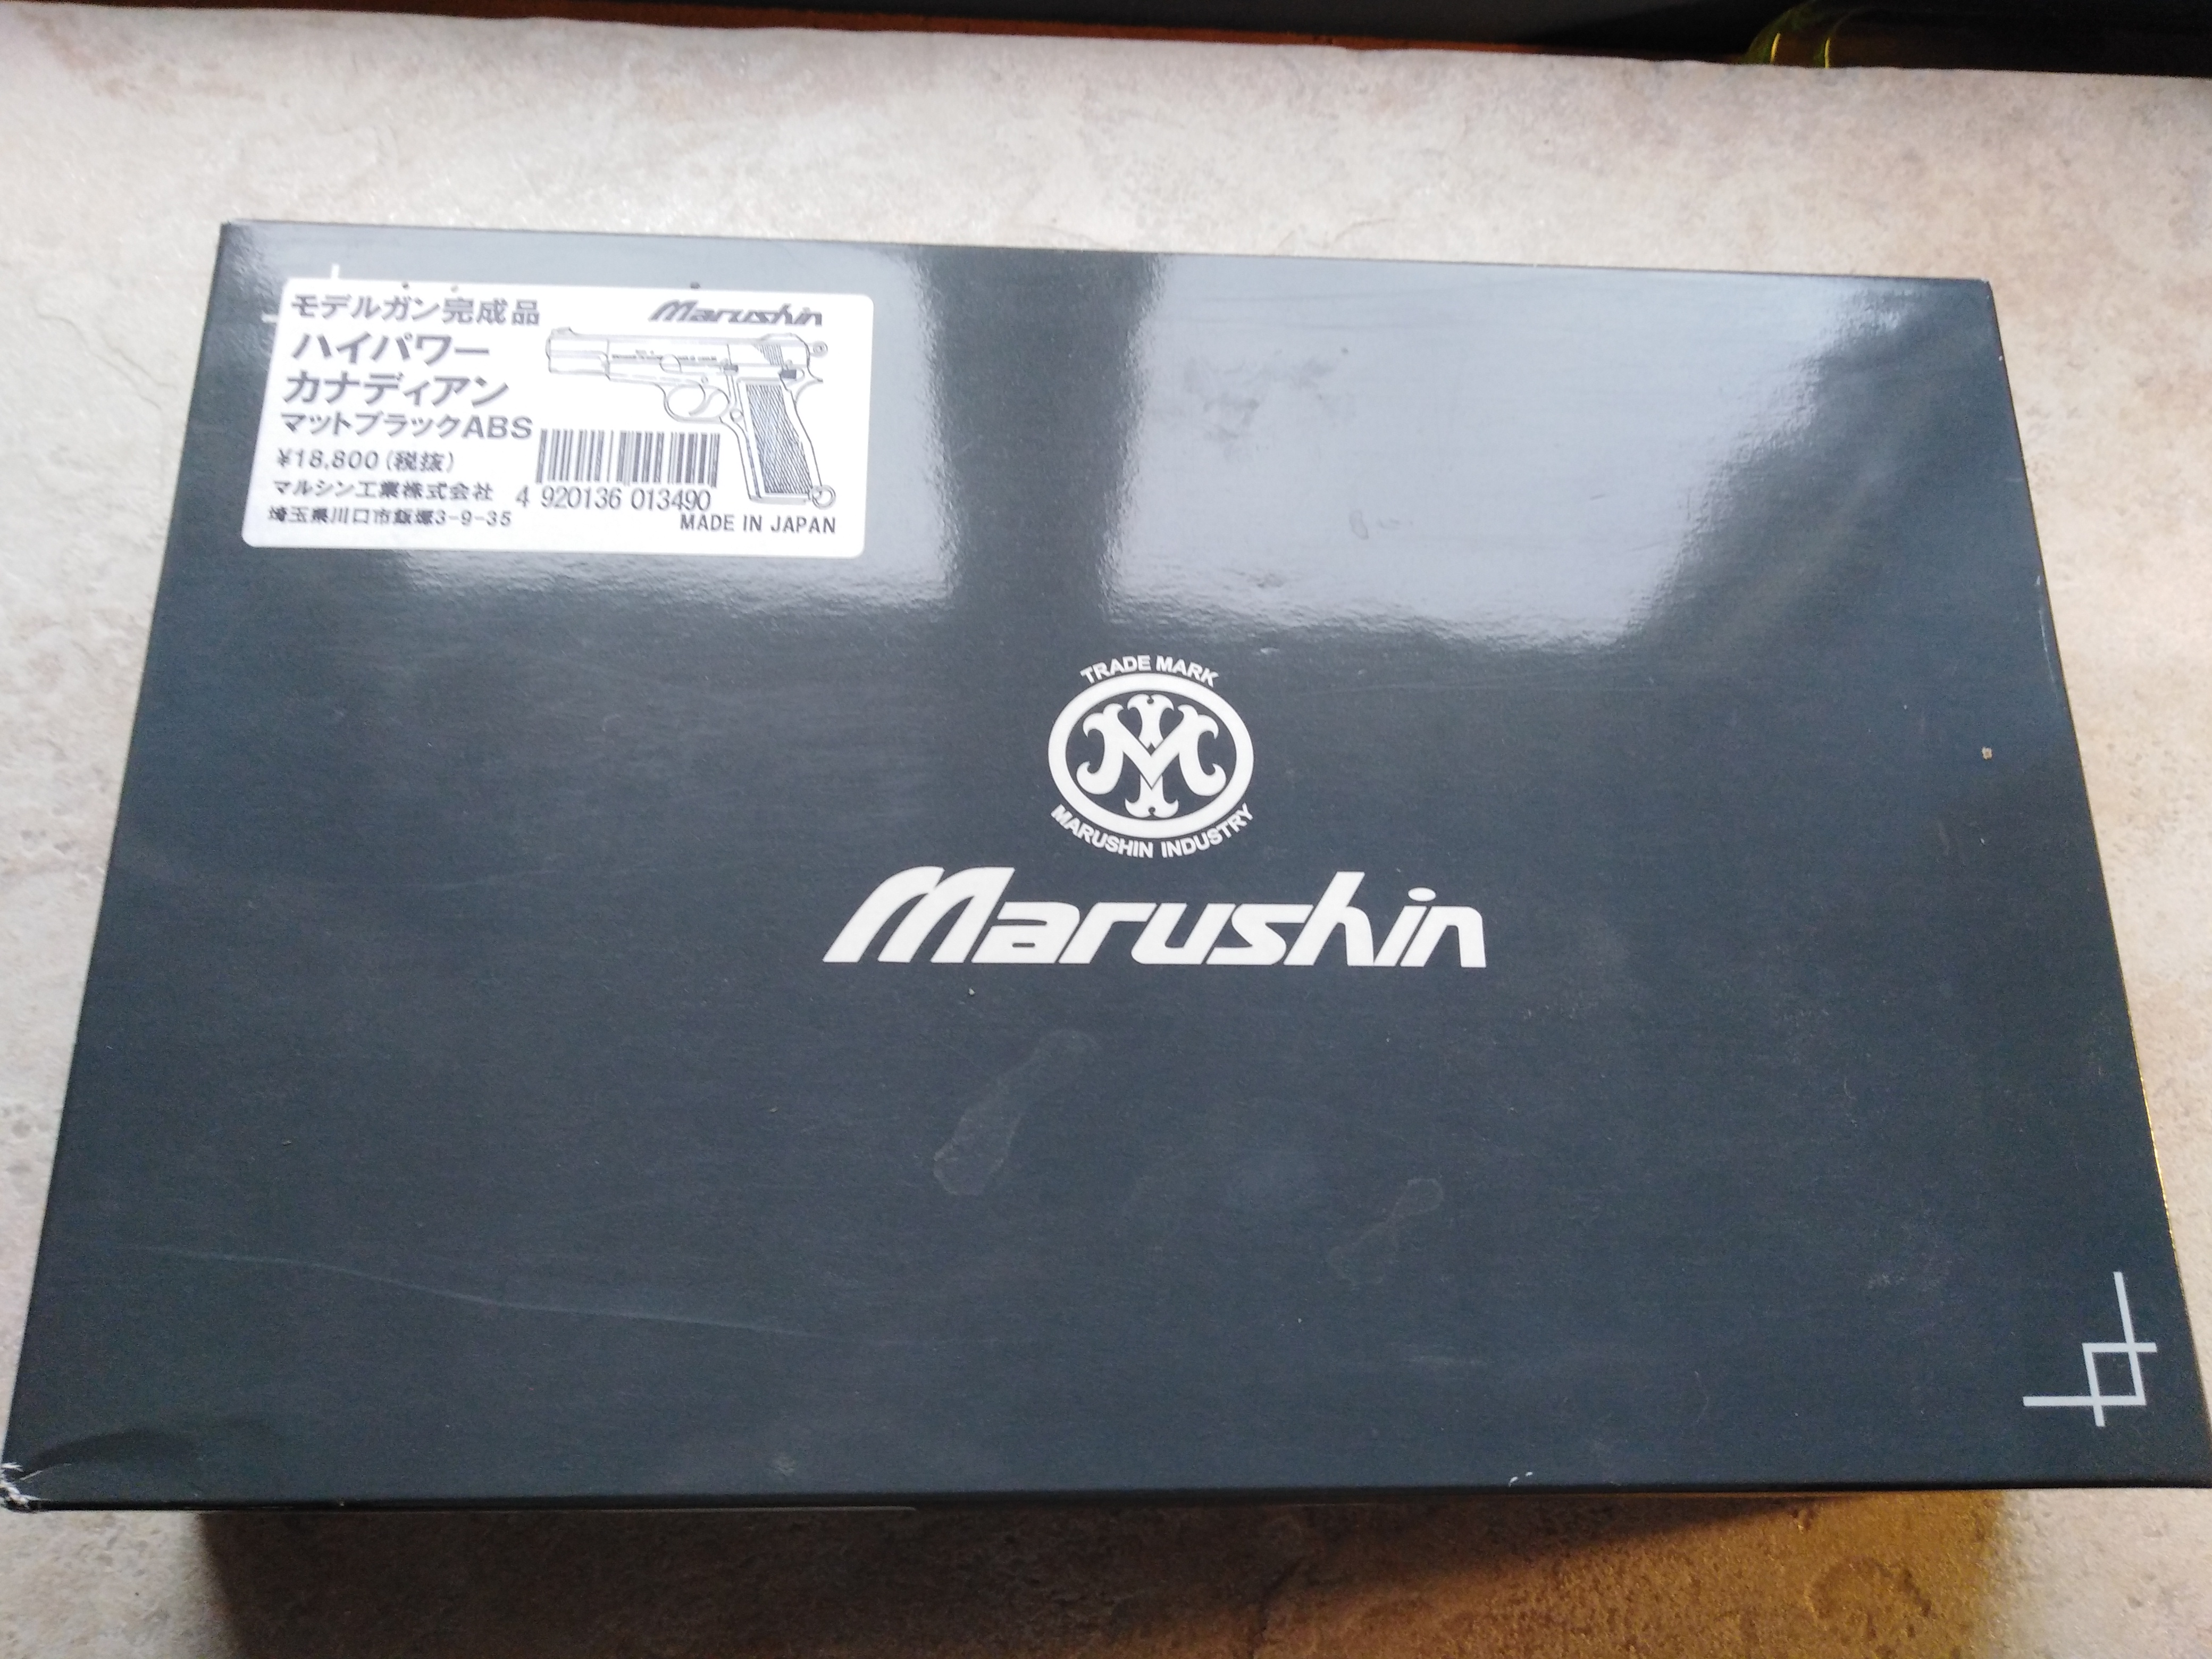 モデルガン完成品
Marushin
ハイパワー
カナディアン
マットブラックABS
¥18,800(税抜)
マルシン工業株式会社
埼玉県川口市飯塚3-9-35
4 920136 013490
MADE IN JAPAN
TRADE MARK
M
MARUSHIN INDUSTRY
Marushin